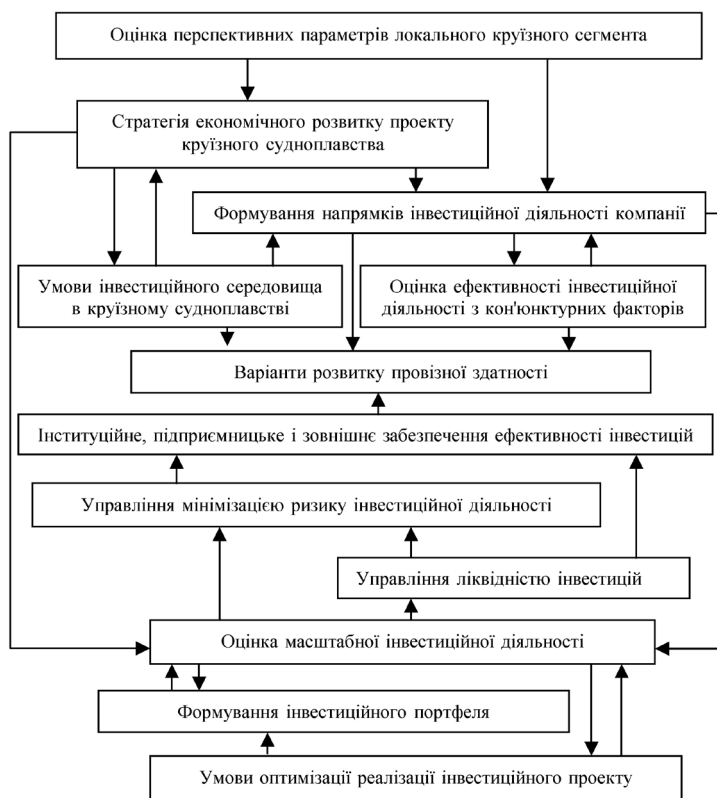 Оцінка перспективних параметрів локального круїзного сегмента
Стратегія економічного розвитку проекту
круїзного судноплавства
Формування напрямків інвестиційної діяльності компанії
Умови інвестиційного середовища
в круїзному судноплавстві
Оцінка ефективності інвестиційної
діяльності з кон'юнктурних факторів
Варіанти розвитку провізної здатності
Інституційне, підприємницьке і зовнішнє забезпечення ефективності інвестицій
Управління мінімізацією ризику інвестиційної діяльності
Управління ліквідністю інвестицій
Оцінка масштабної інвестиційної діяльності
Формування інвестиційного портфеля
Умови оптимізації реалізації інвестиційного проекту